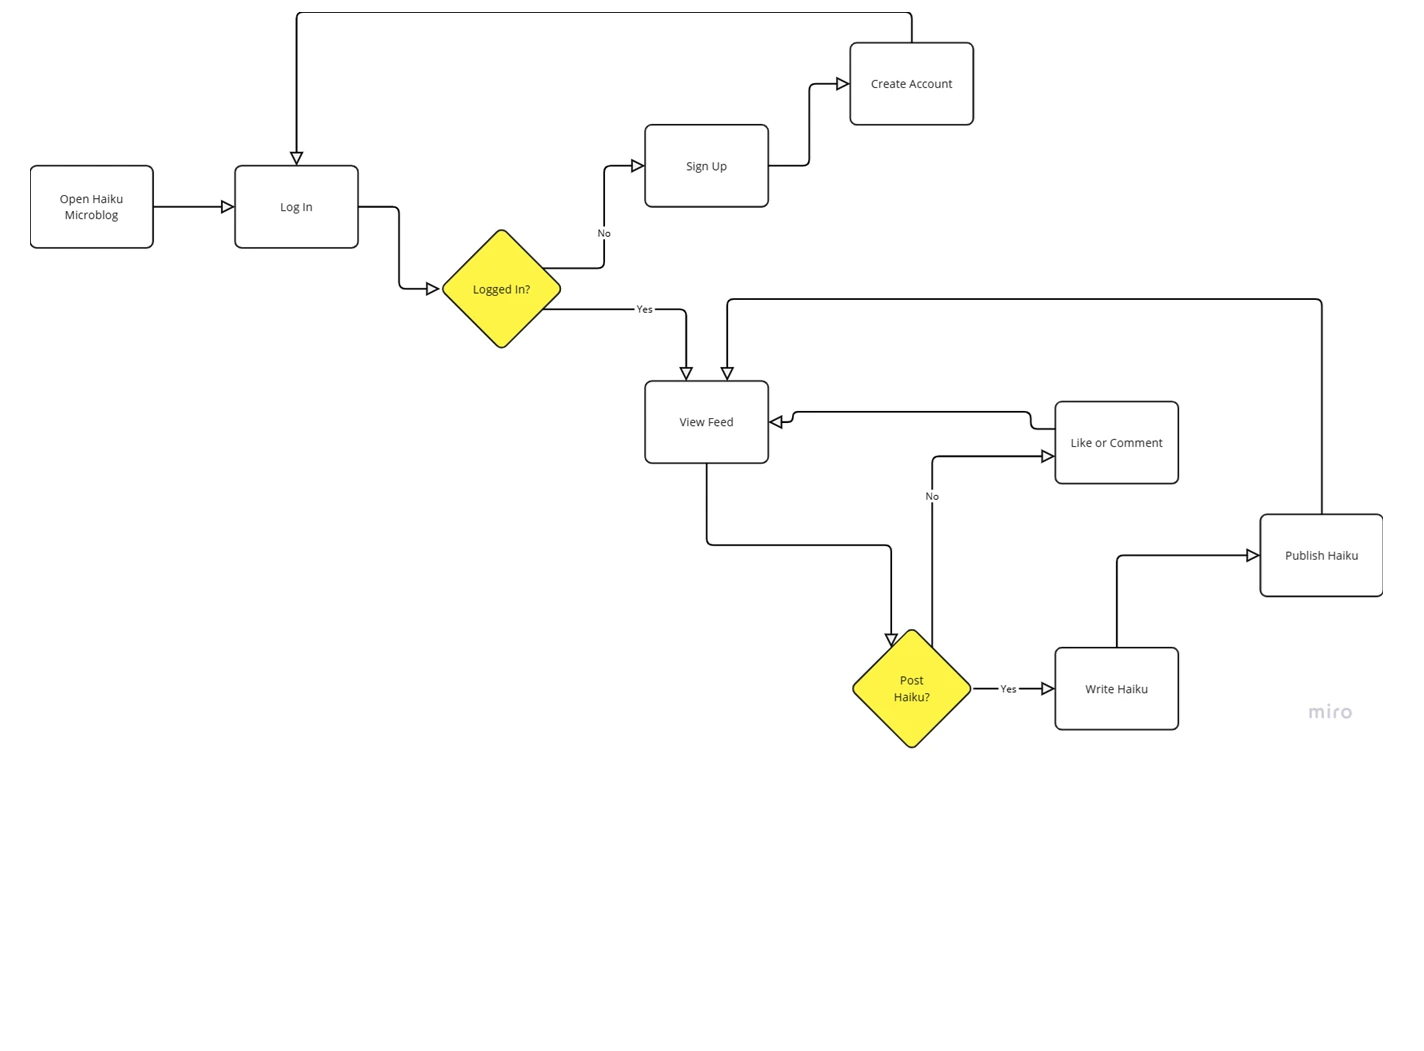 Create Account
Sign Up
Open Haiku
Microblog
Log In
No
Logged In?
Yes
View Feed
Like or Comment
No
Publish Haiku
Post
Haiku?
Yes
Write Haiku
miro